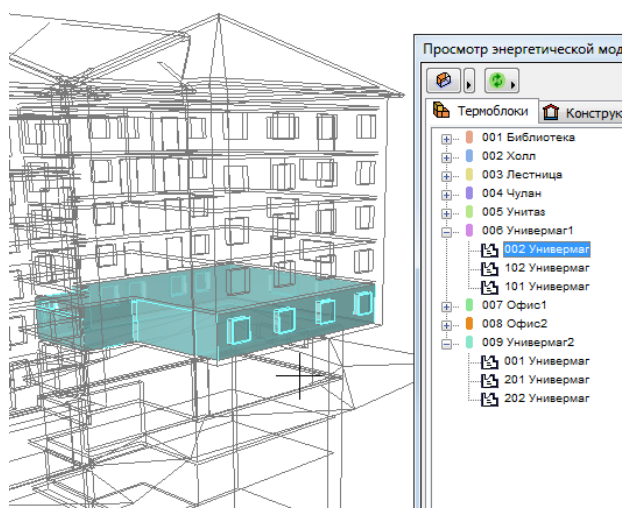 Просмотр энергетической мод
Термоблоки
Конструк
001 Библиотека
002 Холл
003 Лестница
004 Чулан
005 Унитаз
006 Универмаг1
002 Универмаг
102 Универмаг
101 Универмаг
007 Офис1
008 Офис2
009 Универмаг2
001 Универмаг
201 Универмаг
202 Универмаг